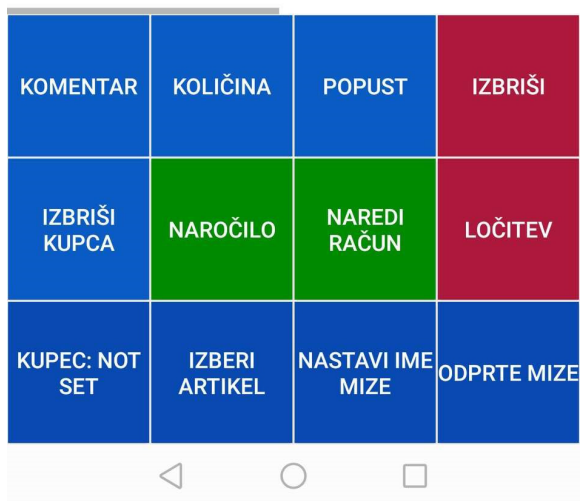 KOMENTAR
KOLIČINA
POPUST
IZBRIŠI
IZBRIŠI
KUPCA
NAROČILO
NAREDI
RAČUN
LOČITEV
KUPEC: NOT
SET
IZBERI
ARTIKEL
NASTAVI IME
MIZE
ODPRTE MIZE